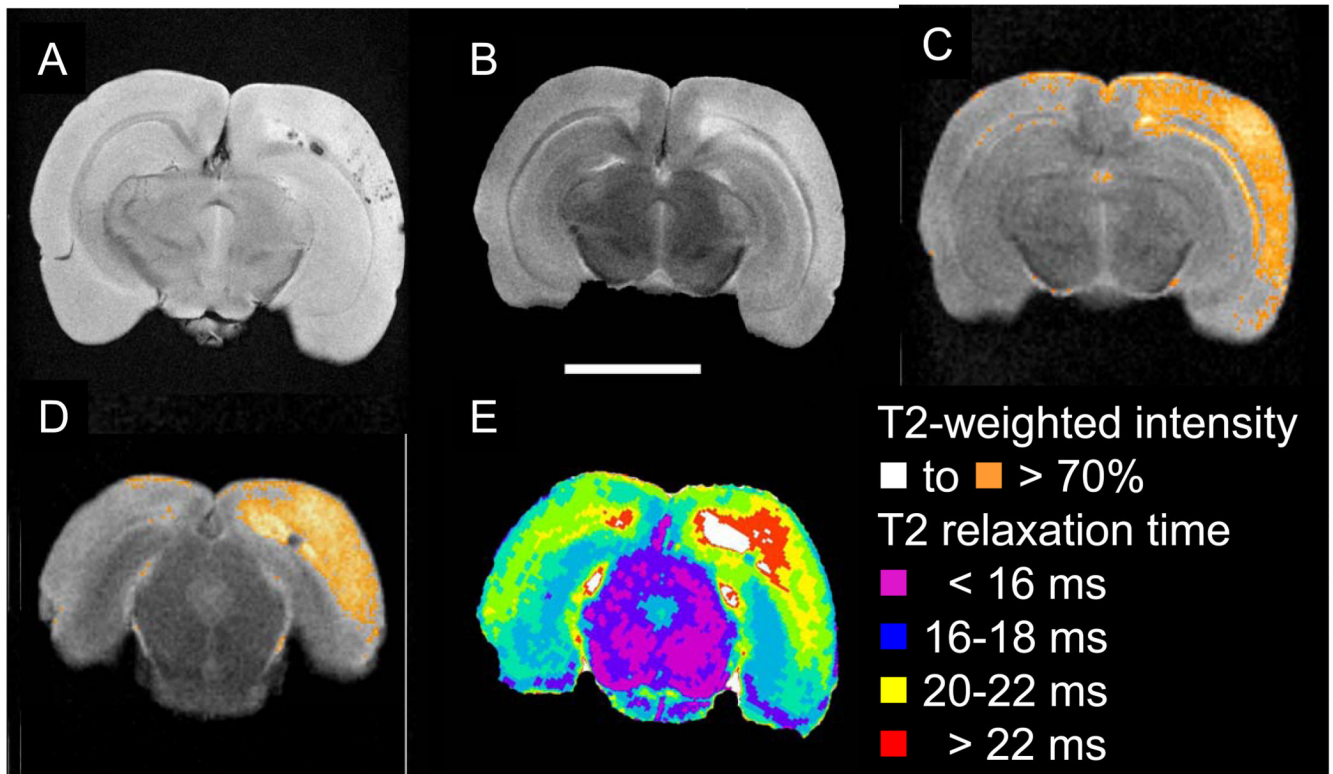 A
B
C
D
E
T2-weighted intensity
to > 70%
T2 relaxation time
< 16 ms
16-18 ms
20-22 ms
> 22 ms